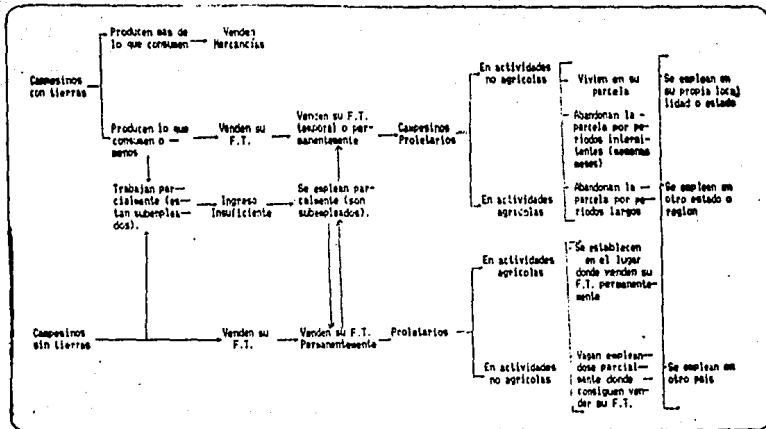 Producen más de
lo que consumen
Venden
Mercancías
Campesinos
con tierras
Producen lo que
consumen o —
menos
Venden su
F.T.
Venden su F.T.
temporal o per—
manentemente
Campesinos
Proletarios
Trabajan par—
cialmente (es—
tan subemplea—
dos).
Ingreso
Insuficiente
Se emplean par—
cialmente (son
subempleados).
Campesinos
sin tierras
Venden su
F.T.
Venden su F.T.
Permanentemente
Proletarios
En actividades
no agrícolas
En actividades
agrícolas
En actividades
agrícolas
En actividades
no agrícolas
Vivien en su
parcela
Abandonan la —
parcela por pe—
riodos intermi—
tentes (semanas
meses)
Abandonan la —
parcela por pe—
riodos largos
Se establecen
en el lugar
donde venden su
F.T. permanente—
mente
Vagan emplean—
dose parcial—
mente donde —
consiguen ven—
der su F.T.
Se emplean en
su propia loca
lidad o estado
Se emplean en
otro estado o
region
Se emplean en
otro país